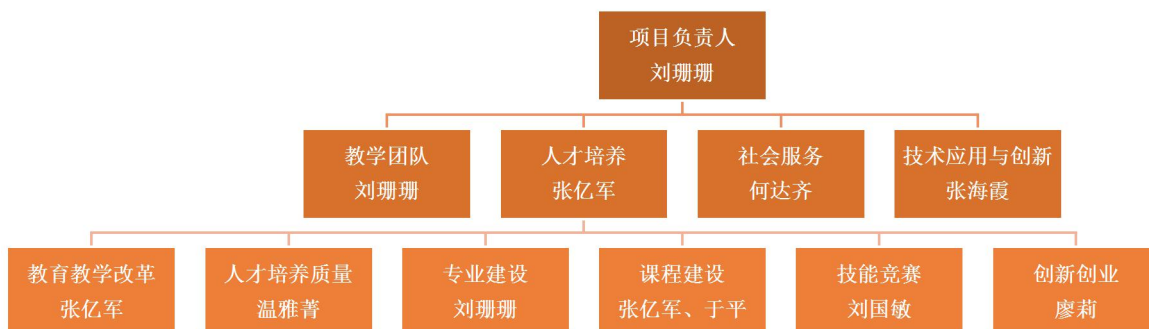 项目负责人
刘珊珊
教学团队
刘珊珊
人才培养
张亿军
社会服务
何达齐
技术应用与创新
张海霞
教育教学改革
张亿军
人才培养质量
温雅菁
专业建设
刘珊珊
课程建设
张亿军、于平
技能竞赛
刘国敏
创新创业
廖莉